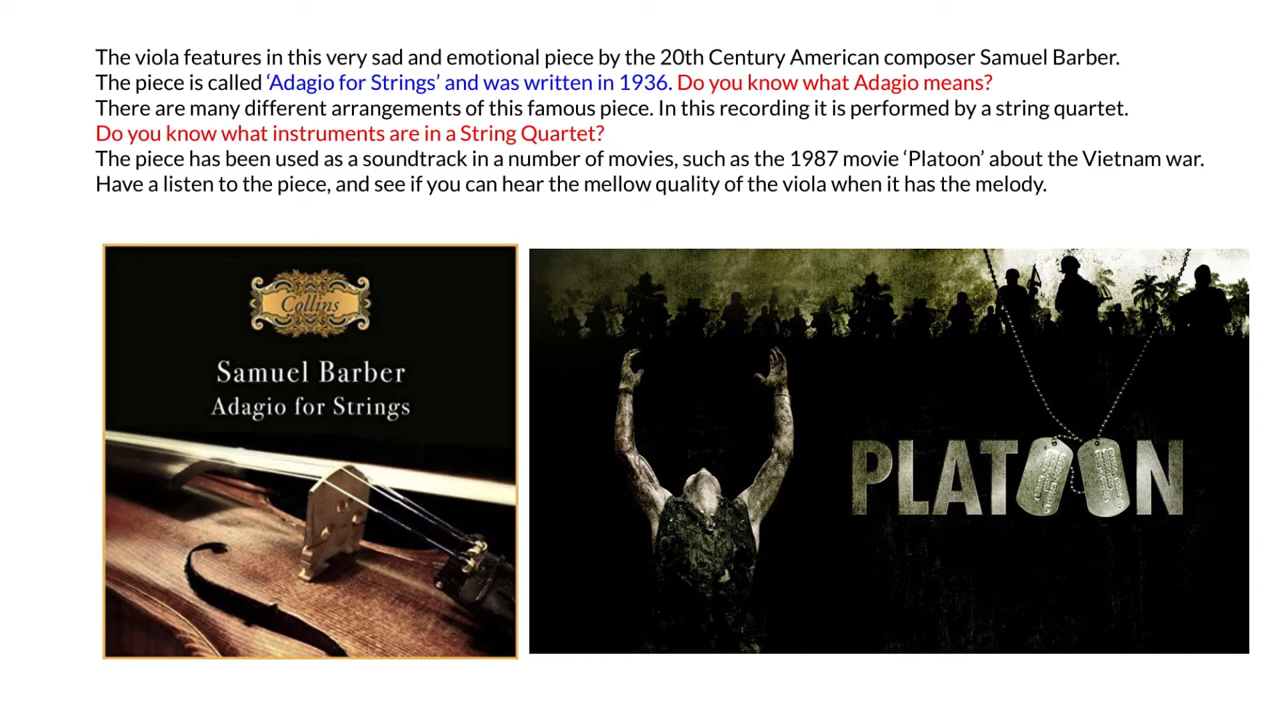 The viola features in this very sad and emotional piece by the 20th Century American composer Samuel Barber.
The piece is called ‘Adagio for Strings’ and was written in 1936. Do you know what Adagio means?
There are many different arrangements of this famous piece. In this recording it is performed by a string quartet.
Do you know what instruments are in a String Quartet?
The piece has been used as a soundtrack in a number of movies, such as the 1987 movie ‘Platoon’ about the Vietnam war.
Have a listen to the piece, and see if you can hear the mellow quality of the viola when it has the melody.
Collins
Samuel Barber
Adagio for Strings
PLATOON